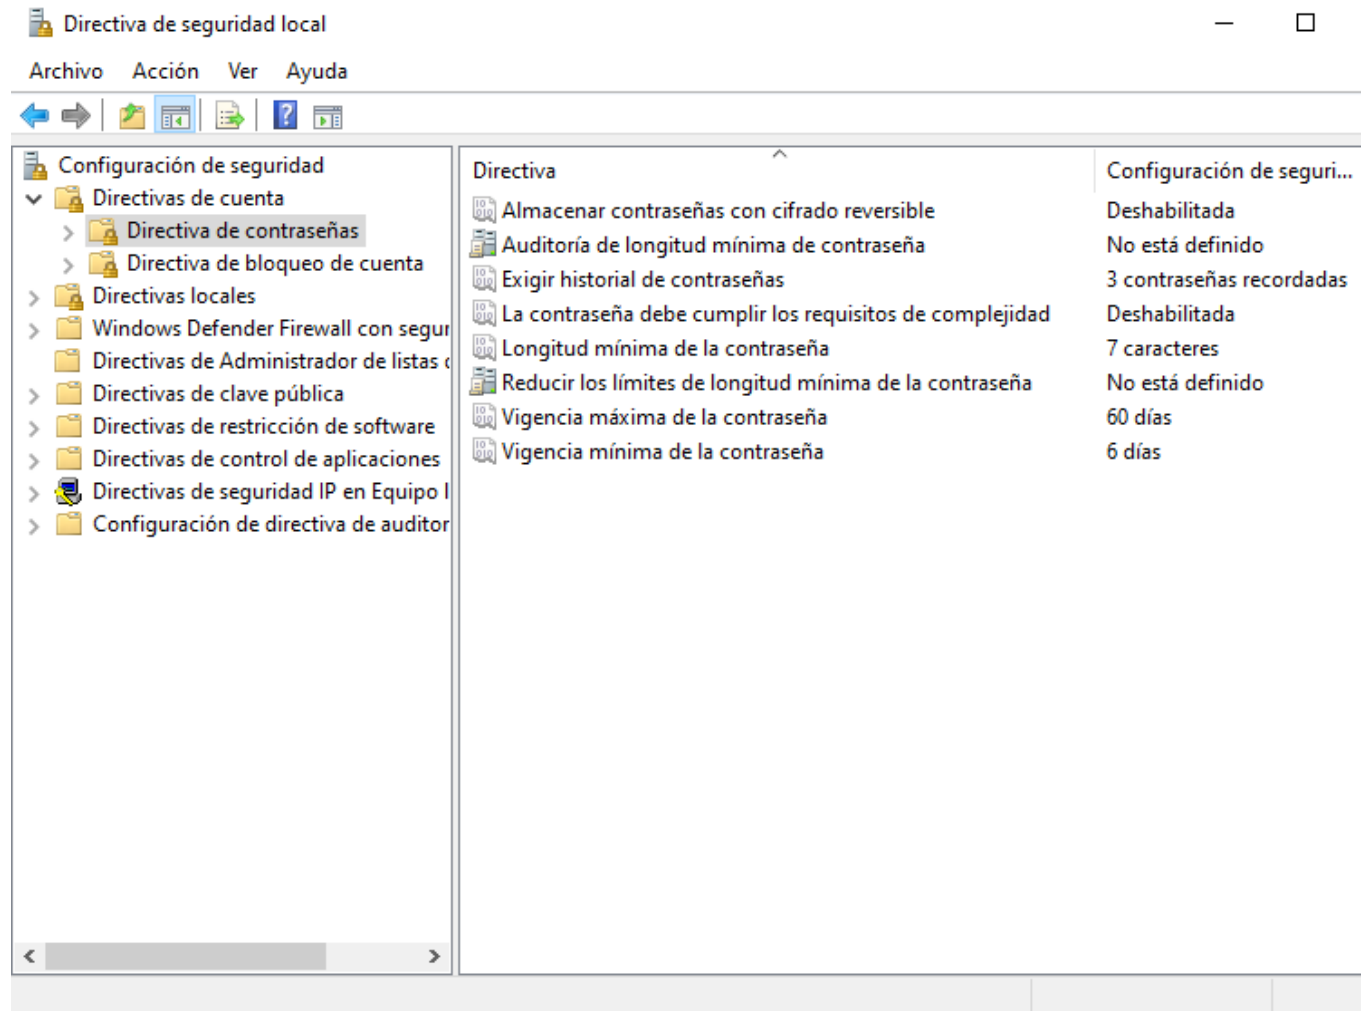 Directiva de seguridad local
Archivo Acción Ver Ayuda
Configuración de seguridad
Directivas de cuenta
Directiva de contraseñas
Directiva de bloqueo de cuenta
Directivas locales
Windows Defender Firewall con segur
Directivas de Administrador de listas
Directivas de clave pública
Directivas de restricción de software
Directivas de control de aplicaciones
Directivas de seguridad IP en Equipo l
Configuración de directiva de auditor
Directiva Configuración de seguri...
Almacenar contraseñas con cifrado reversible Deshabilitada
Auditoría de longitud mínima de contraseña No está definido
Exigir historial de contraseñas 3 contraseñas recordadas
La contraseña debe cumplir los requisitos de complejidad Deshabilitada
Longitud mínima de la contraseña 7 caracteres
Reducir los límites de longitud mínima de la contraseña No está definido
Vigencia máxima de la contraseña 60 días
Vigencia mínima de la contraseña 6 días